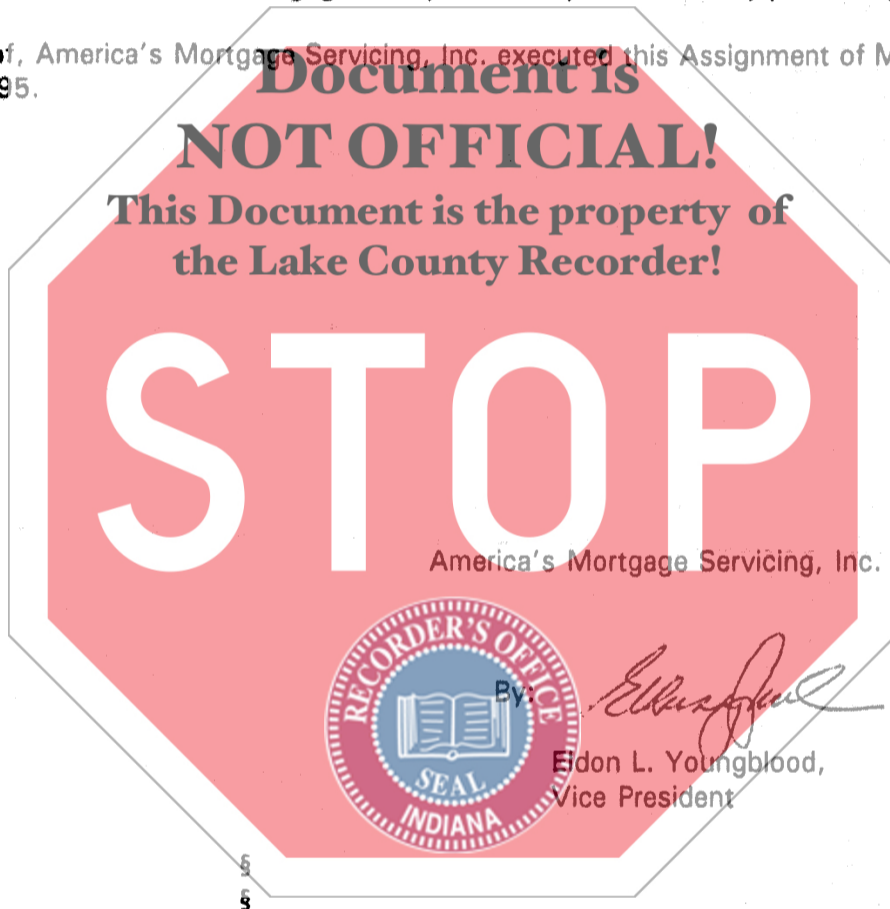 of, America's Mortgage Servicing, Inc. executed this Assignment of M
95.
Document is
NOT OFFICIAL!
This Document is the property of
the Lake County Recorder!
STOP
America's Mortgage Servicing, Inc.
RECORDER'S OFFICE
By:
SEAL
INDIANA
Eldon L. Youngblood,
Vice President
§
§